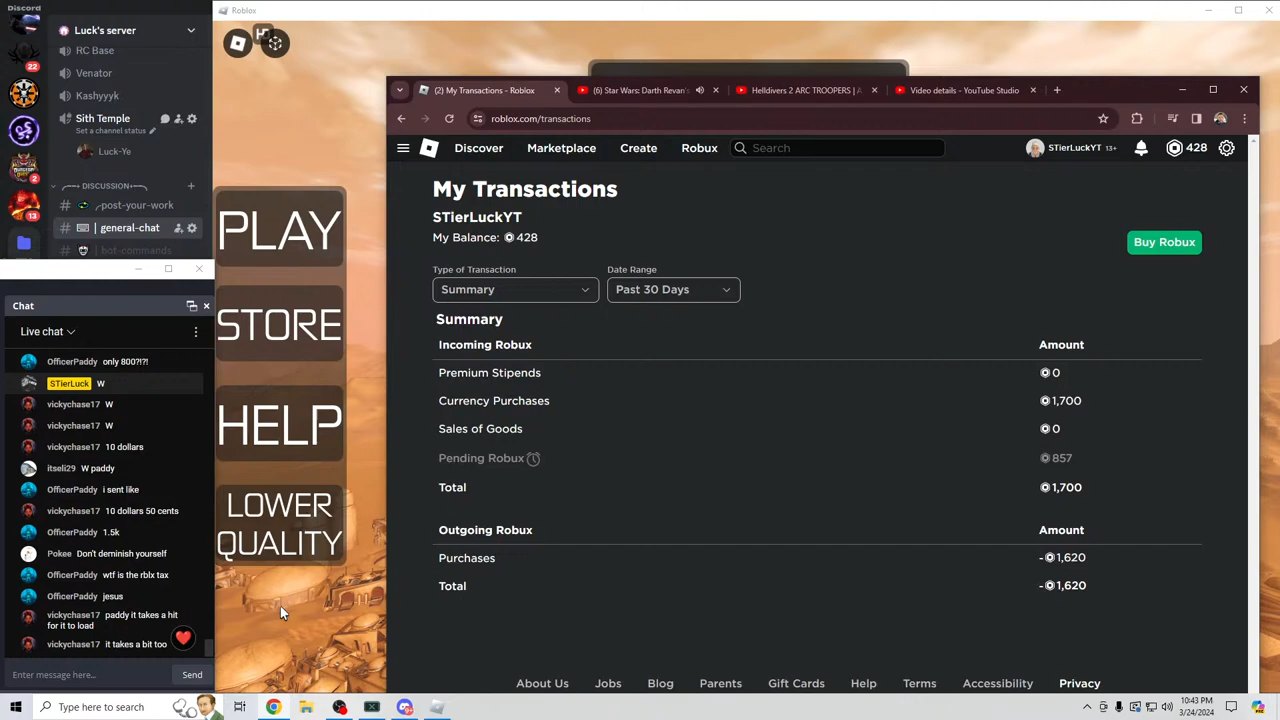 Discord
Luck's server
RC Base
Venator
Kashyyyk
Sith Temple
Set a channel status
Luck-Ye
DISCUSSION
post-your-work
general-chat
bot-commands
22
2
13
Chat
Live chat
OfficerPaddy only 800?!?!
STierLuck W
vickychase17 W
vickychase17 W
vickychase17 10 dollars
itseli29 W paddy
OfficerPaddy i sent like
vickychase17 10 dollars 50 cents
OfficerPaddy 1.5k
Pokee Don't deminish yourself
OfficerPaddy wtf is the rblx tax
OfficerPaddy jesus
vickychase17 paddy it takes a hit
for it to load
vickychase17 it takes a bit too
Enter message here...
Send
Roblox
PLAY
STORE
HELP
LOWER
QUALITY
(2) My Transactions - Roblox
(6) Star Wars: Darth Revan's
Helldivers 2 ARC TROOPERS | A
Video details - YouTube Studio
roblox.com/transactions
Discover
Marketplace
Create
Robux
Search
STierLuckYT 13+
428
My Transactions
STierLuckYT
My Balance: 428
Buy Robux
Type of Transaction
Date Range
Summary
Past 30 Days
Summary
Incoming Robux Amount
Premium Stipends 0
Currency Purchases 1,700
Sales of Goods 0
Pending Robux 857
Total 1,700
Outgoing Robux Amount
Purchases -1,620
Total -1,620
About Us
Jobs
Blog
Parents
Gift Cards
Help
Terms
Accessibility
Privacy
Type here to search
10:43 PM
3/24/2024